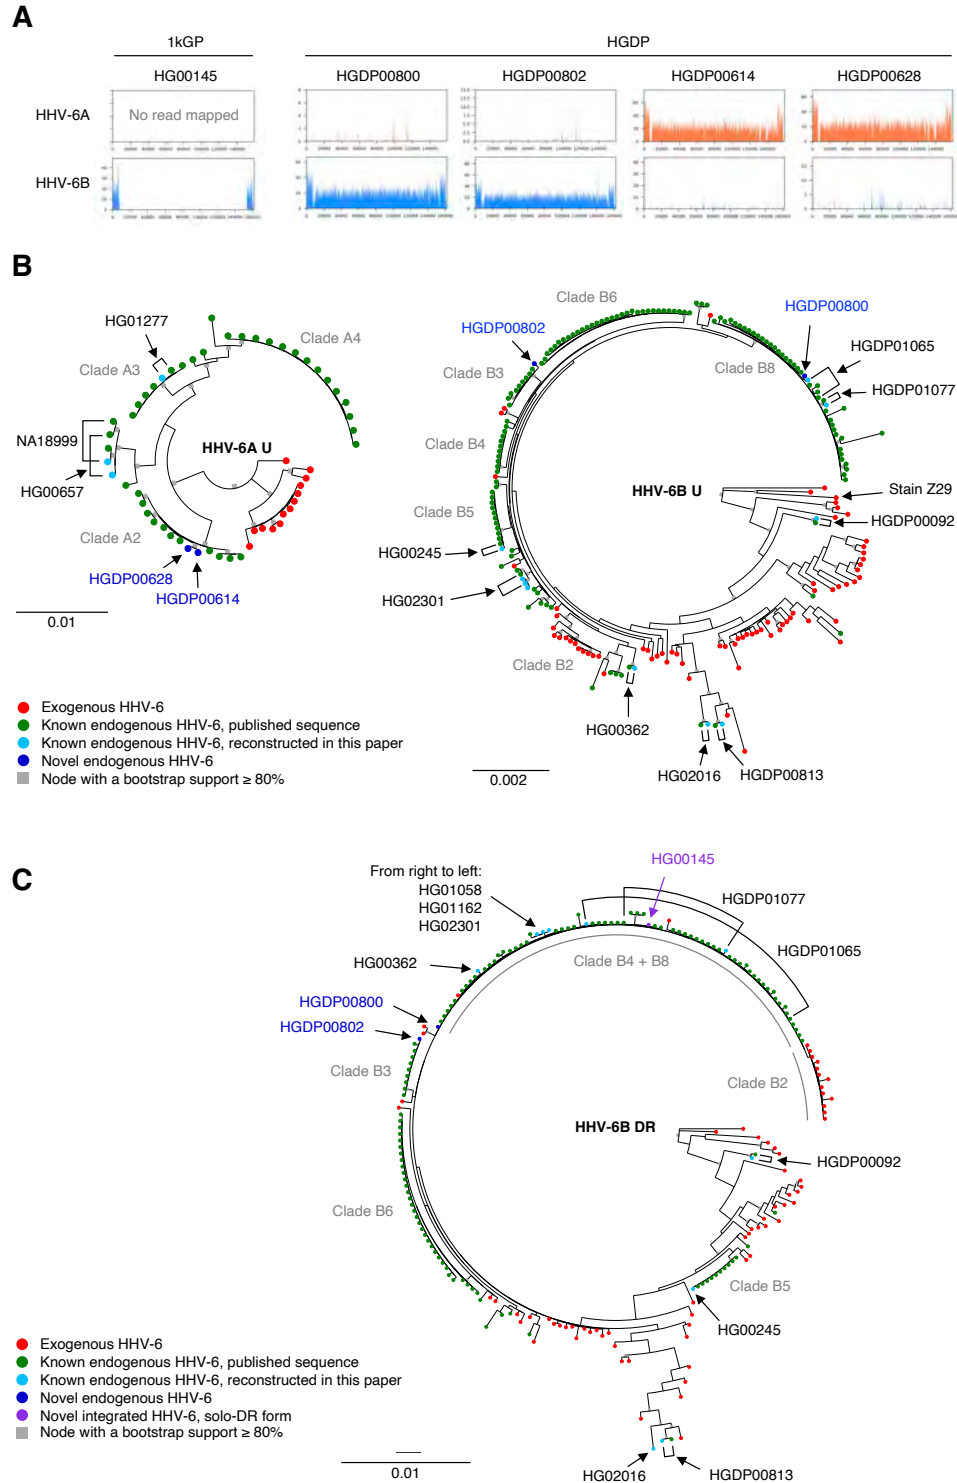 A
1kGP
HGDP
HG00145
HGDP00800
HGDP00802
HGDP00614
HGDP00628
HHV-6A
No read mapped
HHV-6B
B
Clade B6
HGDP00800
HG01277
Clade A4
HGDP00802
HGDP01065
Clade A3
Clade B3
Clade B8
HGDP01077
NA18999
HHV-6A U
Clade B4
HG00657
HHV-6B U
Stain Z29
Clade B5
HGDP00092
Clade A2
HG00245
HGDP00628
HGDP00614
HG02301
0.01
Clade B2
Exogenous HHV-6
Known endogenous HHV-6, published sequence
Known endogenous HHV-6, reconstructed in this paper
Novel endogenous HHV-6
Node with a bootstrap support ≥ 80%
HG00362
0.002
HG02016
HGDP00813
C
HG00145
From right to left:
HG01058
HG01162
HG02301
HGDP01077
HGDP01065
HG00362
Clade B4 + B8
HGDP00800
HGDP00802
Clade B3
Clade B2
HHV-6B DR
HGDP00092
Clade B6
Clade B5
HG00245
Exogenous HHV-6
Known endogenous HHV-6, published sequence
Known endogenous HHV-6, reconstructed in this paper
Novel endogenous HHV-6
Novel integrated HHV-6, solo-DR form
Node with a bootstrap support ≥ 80%
0.01
HG02016
HGDP00813